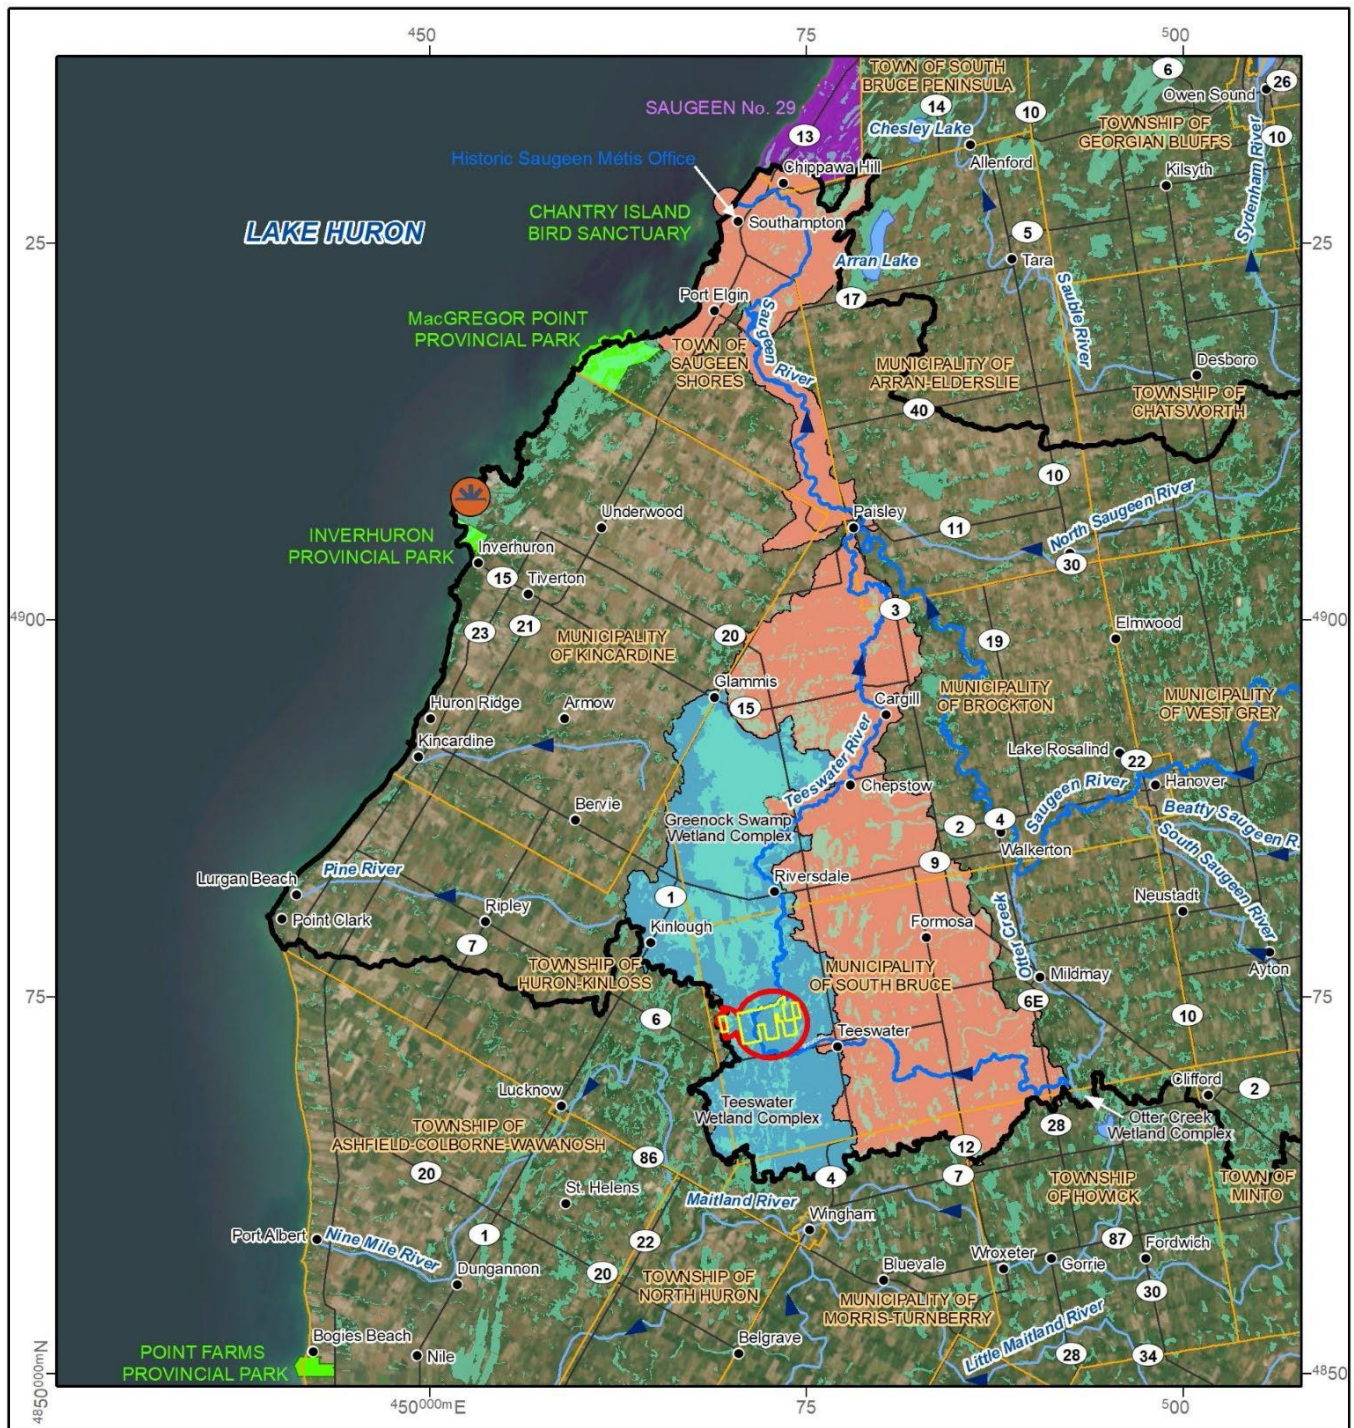 450
75
500
TOWN OF SOUTH
BRUCE PENINSULA
6
26
Owen Sound
SAUGEEN No. 29
14
10
13
Chesley Lake
TOWNSHIP OF
GEORGIAN BLUFFS
10
Historic Saugeen Métis Office
Allenford
Chippawa Hill
Kilsyth
Sydenham River
CHANTRY ISLAND
BIRD SANCTUARY
Southampton
LAKE HURON
25
5
25
Arran Lake
Tara
17
Port Elgin
Saugeen River
Sauble River
MacGREGOR POINT
PROVINCIAL PARK
TOWN OF
SAUGEEN
SHORES
MUNICIPALITY OF
ARRAN-ELDERSLIE
Desboro
TOWNSHIP OF
CHATSWORTH
40
10
North Saugeen River
Underwood
Paisley
11
INVERHURON
PROVINCIAL PARK
Inverhuron
30
15
Tiverton
3
4900
4900
21
23
20
19
Elmwood
MUNICIPALITY
OF KINCARDINE
Glammis
15
Cargill
MUNICIPALITY
OF BROCKTON
MUNICIPALITY
OF WEST GREY
Huron Ridge
Armow
Kincardine
Lake Rosalind
22
Teeswater River
Chepstow
Saugeen River
Hanover
Bervie
Greenock Swamp
Wetland Complex
2
4
Walkerton
Beatty Saugeen R.
South Saugeen River
9
Pine River
Lurgan Beach
Riversdale
1
Neustadt
Point Clark
Ripley
Kinlough
Formosa
7
Otter Creek
TOWNSHIP OF
HURON-KINLOSS
MUNICIPALITY
OF SOUTH BRUCE
Mildmay
Ayton
75
75
6E
6
10
Teeswater
Clifford
Lucknow
2
Teeswater
Wetland Complex
Otter Creek
Wetland Complex
TOWNSHIP OF
ASHFIELD-COLBORNE-WAWANOSH
28
12
86
20
4
7
TOWNSHIP
OF HOWICK
TOWN OF
MINTO
St. Helens
Maitland River
Wingham
Port Albert
Nine Mile River
1
22
87
Fordwich
Wroxeter
Gorrie
20
Dungannon
Bluevale
TOWNSHIP OF
NORTH HURON
30
MUNICIPALITY OF
MORRIS-TURNBERRY
Little Maitland River
Bogies Beach
Nile
Belgrave
28
34
POINT FARMS
PROVINCIAL PARK
4850000mN
4850
450000mE
75
500